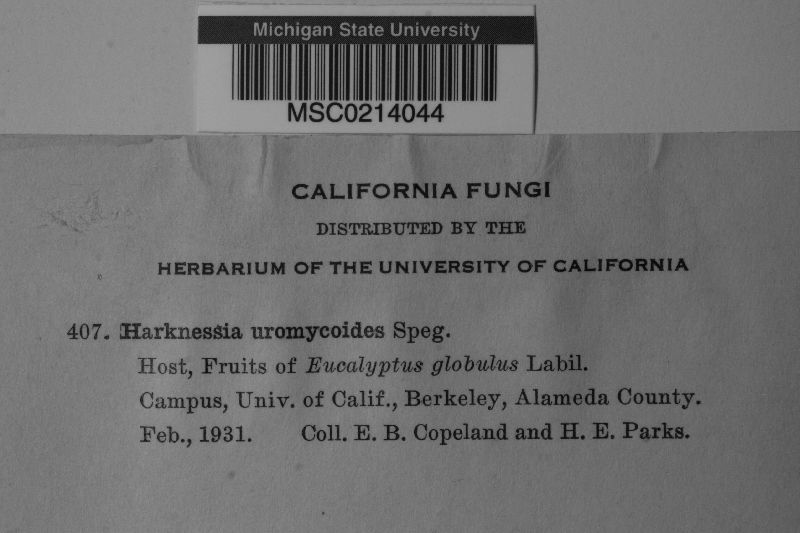 Michigan State University
MSC0214044
CALIFORNIA FUNGI
DISTRIBUTED BY THE
HERBARIUM OF THE UNIVERSITY OF CALIFORNIA
407. Harknessia uromycoides Speg.
Host, Fruits of Eucalyptus globulus Labil.
Campus, Univ. of Calif., Berkeley, Alameda County.
Feb., 1931. Coll. E. B. Copeland and H. E. Parks.